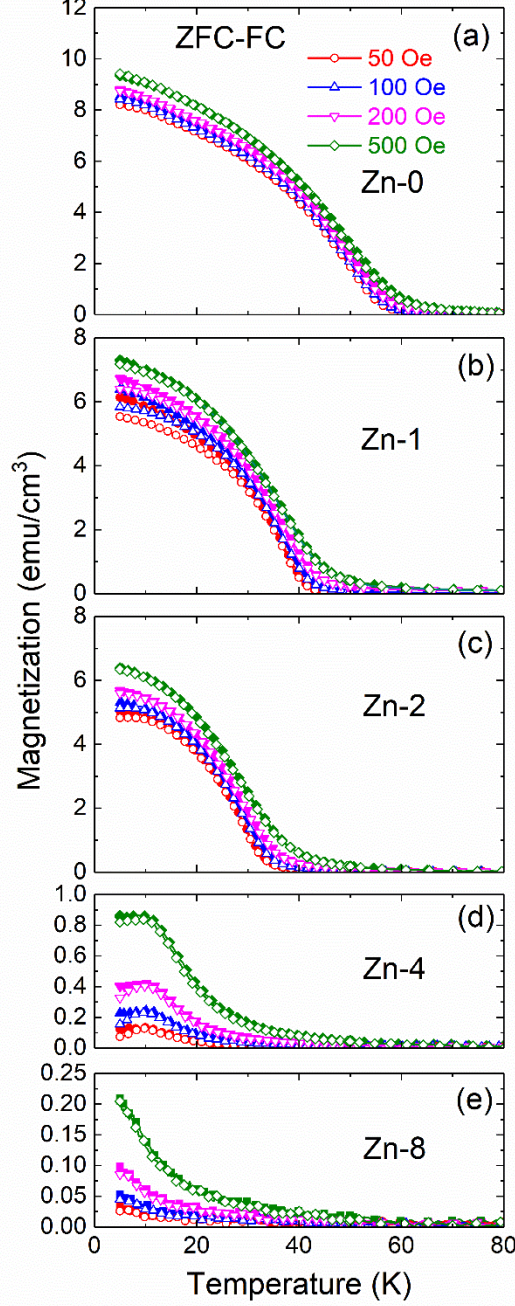 ZFC-FC
(a)
50 Oe
100 Oe
200 Oe
500 Oe
Zn-0
12
10
8
6
4
2
0
(b)
Zn-1
8
6
4
2
0
(c)
Zn-2
8
6
4
2
0
(d)
Zn-4
1.0
0.8
0.6
0.4
0.2
0.0
(e)
Zn-8
0.25
0.20
0.15
0.10
0.05
0.00
0 20 40 60 80
Temperature (K)
Magnetization (emu/cm³)